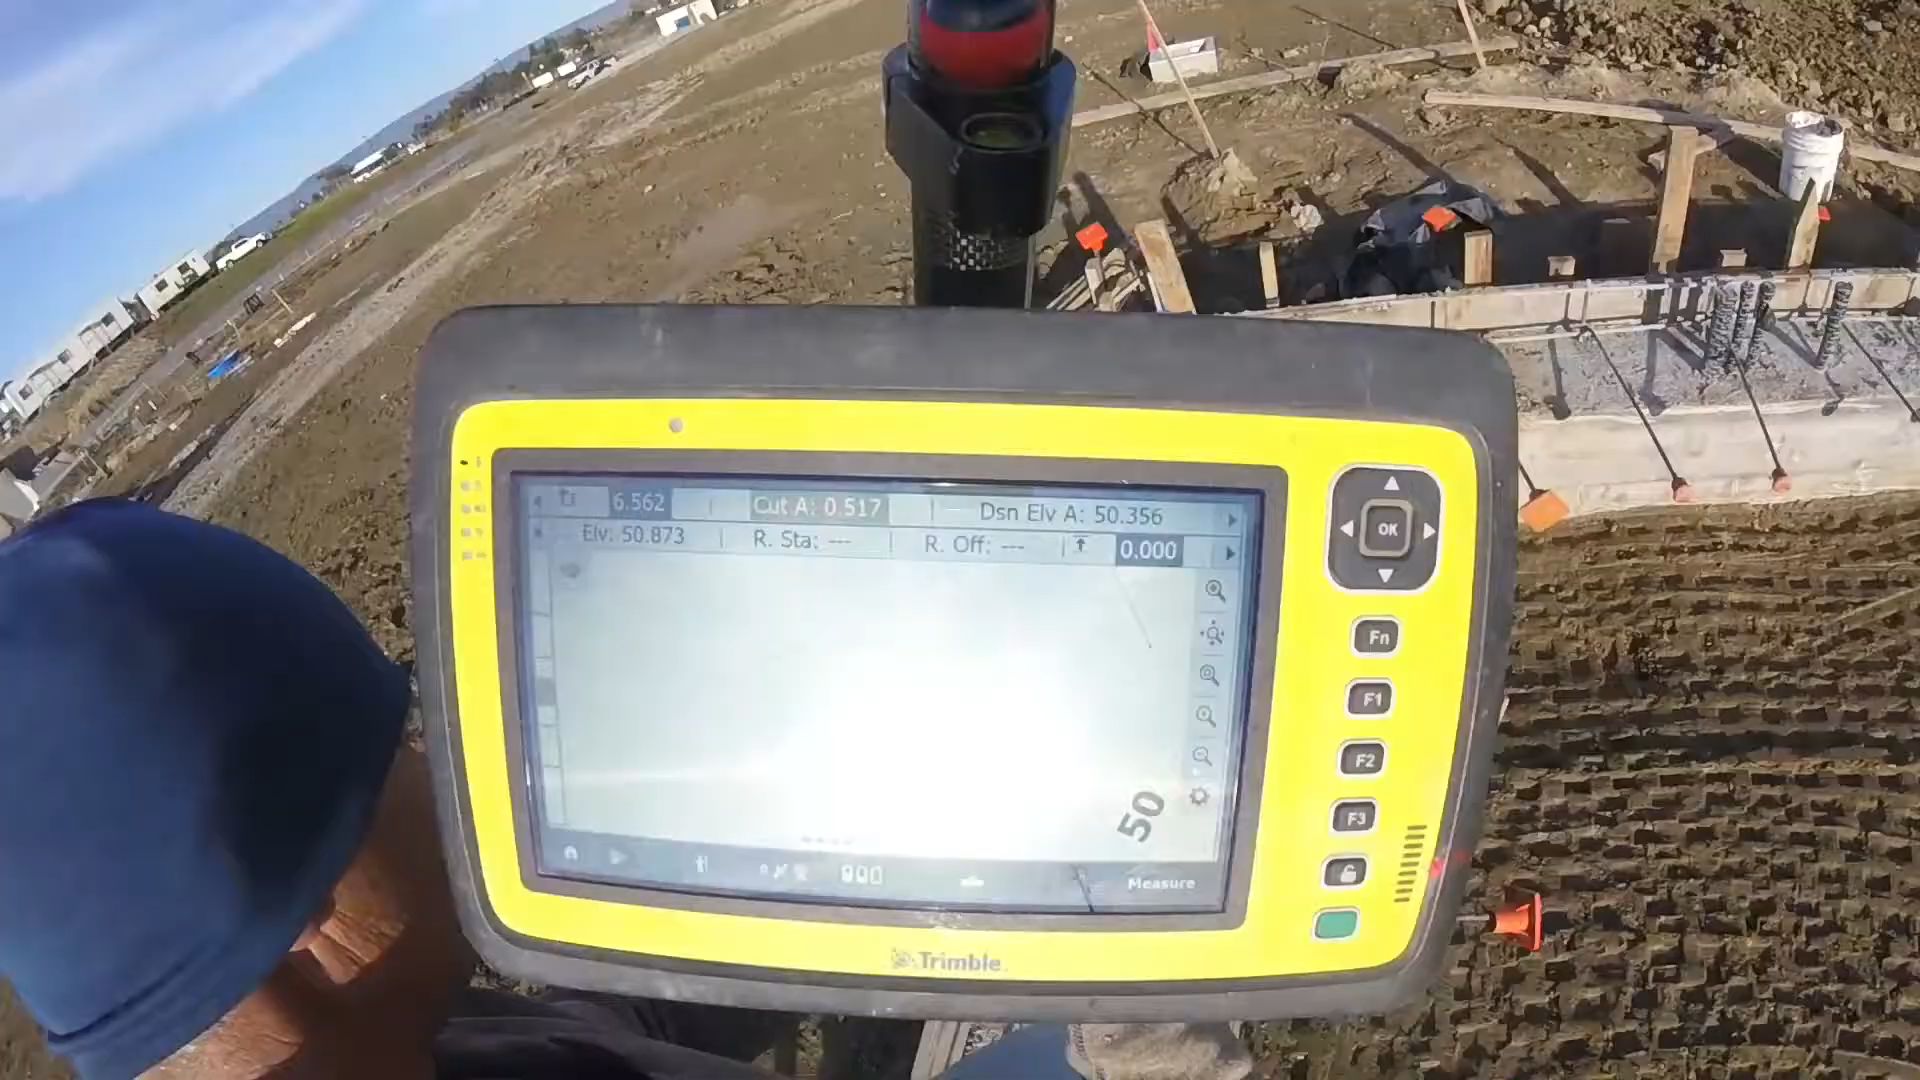 6.562 Cut A: 0.517 Dsn Elv A: 50.356
Elv: 50.873 R. Sta: --- R. Off: --- 0.000
50
Measure
Trimble
OK
Fn
F1
F2
F3